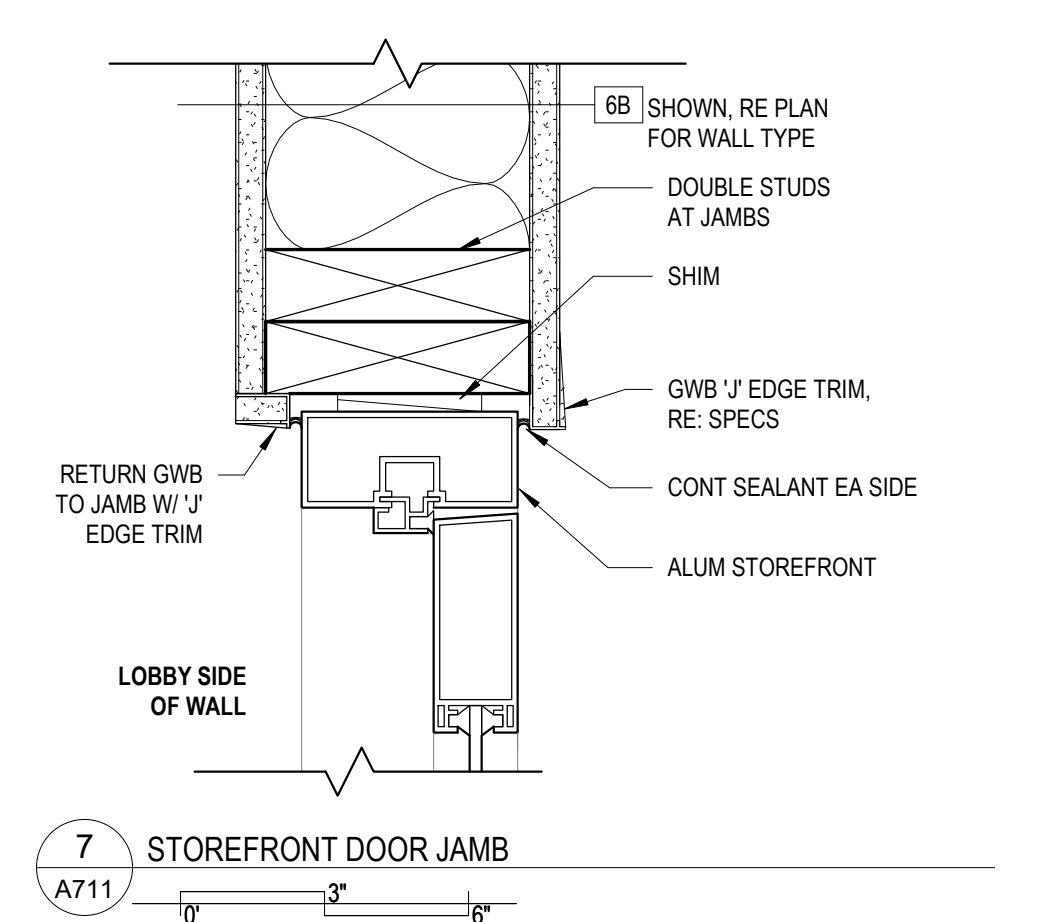 6B SHOWN, RE PLAN
FOR WALL TYPE
DOUBLE STUDS
AT JAMBS
SHIM
GWB 'J' EDGE TRIM,
RE: SPECS
CONT SEALANT EA SIDE
ALUM STOREFRONT
RETURN GWB
TO JAMB W/ 'J'
EDGE TRIM
LOBBY SIDE
OF WALL
7 STOREFRONT DOOR JAMB
A711
3"
0' 6"